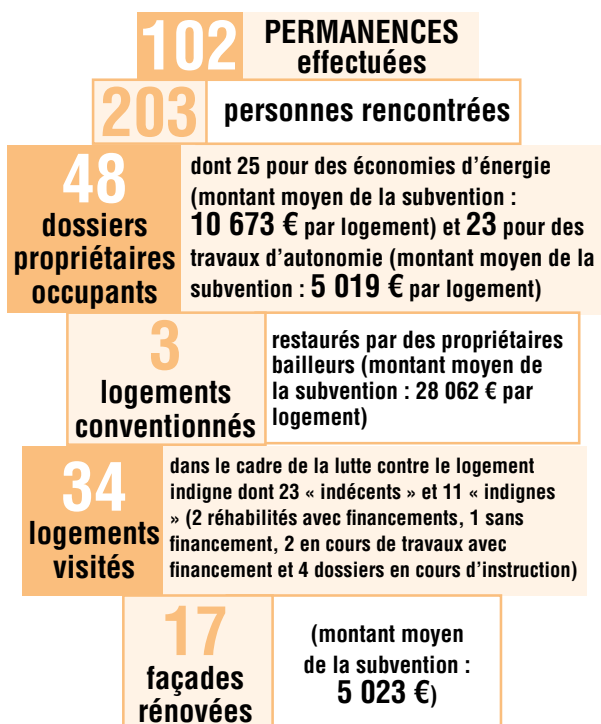 102
PERMANENCES
effectuées
203
personnes rencontrées
48
dossiers
propriétaires
occupants
dont 25 pour des économies d’énergie
(montant moyen de la subvention :
10 673 € par logement) et 23 pour des
travaux d’autonomie (montant moyen de la
subvention : 5 019 € par logement)
3
logements
conventionnés
restaurés par des propriétaires
bailleurs (montant moyen de
la subvention : 28 062 € par
logement)
34
logements
visités
dans le cadre de la lutte contre le logement
indigne dont 23 « indécents » et 11 « indignes
» (2 réhabilités avec financements, 1 sans
financement, 2 en cours de travaux avec
financement et 4 dossiers en cours d’instruction)
17
façades
rénovées
(montant moyen
de la subvention :
5 023 €)